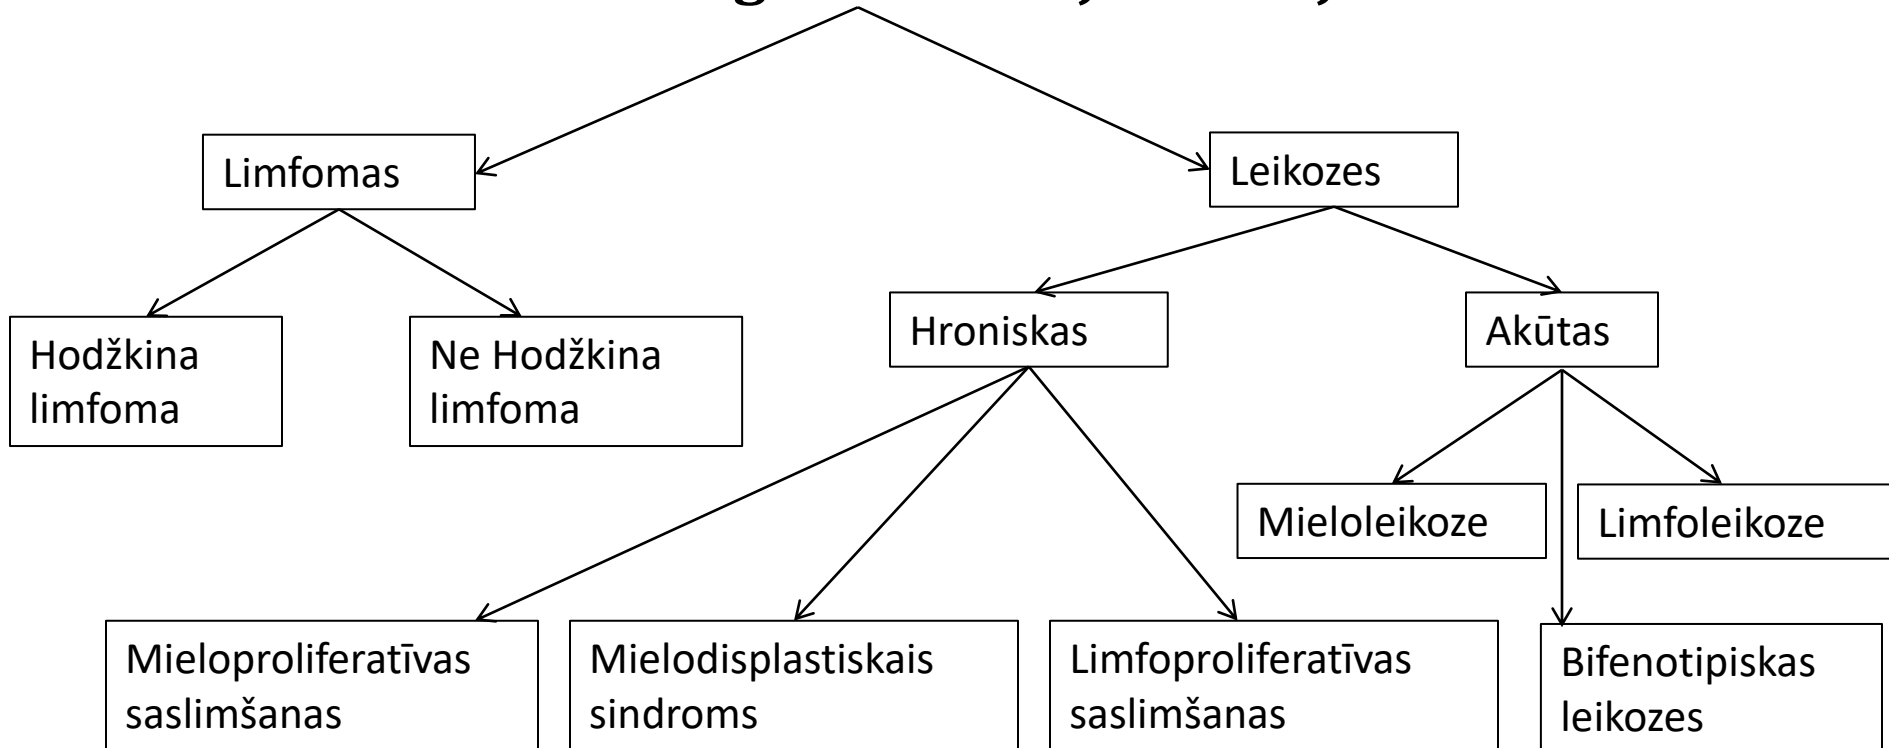 Limfomas
Leikozes
Hroniskas
Akūtas
Hodžkina
limfoma
Ne Hodžkina
limfoma
Mieloleikoze
Limfoleikoze
Mieloproliferatīvas
saslimšanas
Mielodisplastiskais
sindroms
Limfoproliferatīvas
saslimšanas
Bifenotipiskas
leikozes